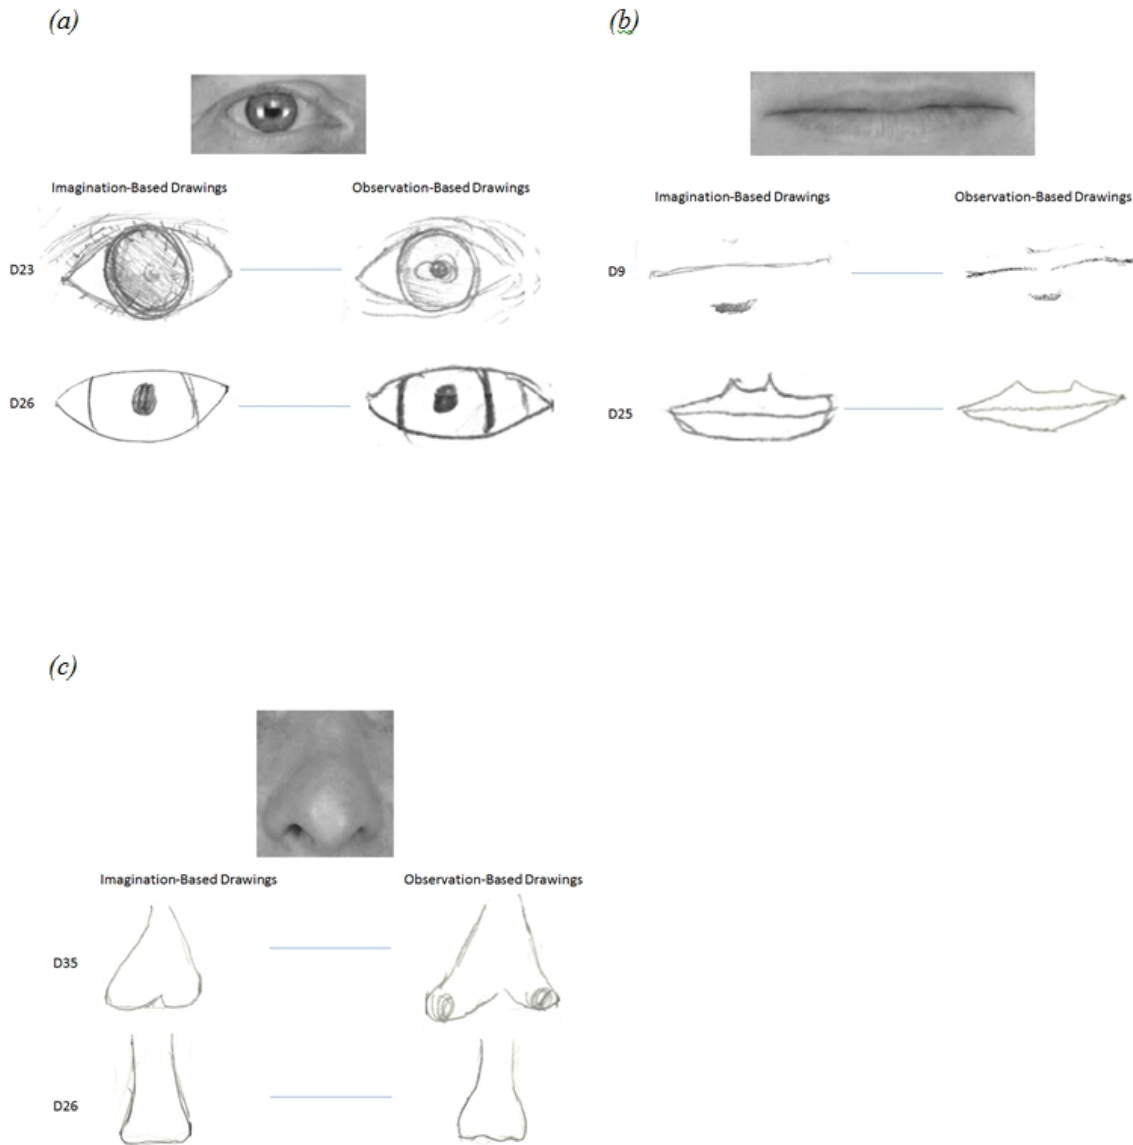 (a)
(b)
Imagination-Based Drawings Observation-Based Drawings
Imagination-Based Drawings Observation-Based Drawings
D23
D9
D26
D25
(c)
Imagination-Based Drawings Observation-Based Drawings
D35
D26